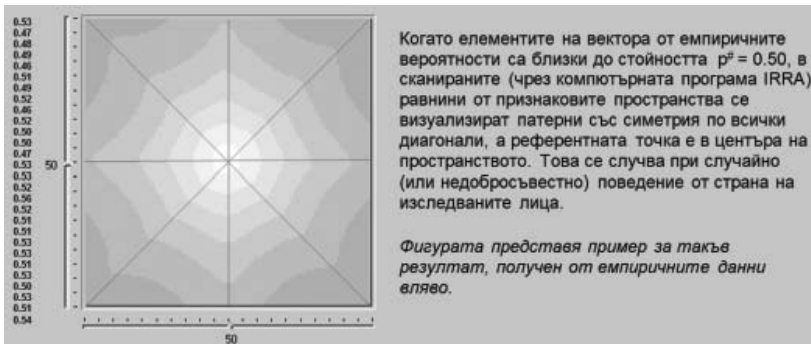 0.53
0.47
0.48
0.49
0.46
0.51
0.49
0.52
0.46
0.52
0.50
0.50
0.47
0.53
0.53
0.52
0.56
0.52
0.51
0.51
0.53
0.53
0.51
0.53
0.50
0.53
0.51
0.54
50
50
Когато елементите на вектора от емпиричните
вероятности са близки до стойността p# = 0.50, в
сканираните (чрез компютърната програма IRRA)
равнини от признаковите пространства се
визуализират патерни със симетрия по всички
диагонали, а референтната точка е в центъра на
пространството. Това се случва при случайно
(или недобросъвестно) поведение от страна на
изследваните лица.
Фигурата представя пример за такъв
резултат, получен от емпиричните данни
вляво.